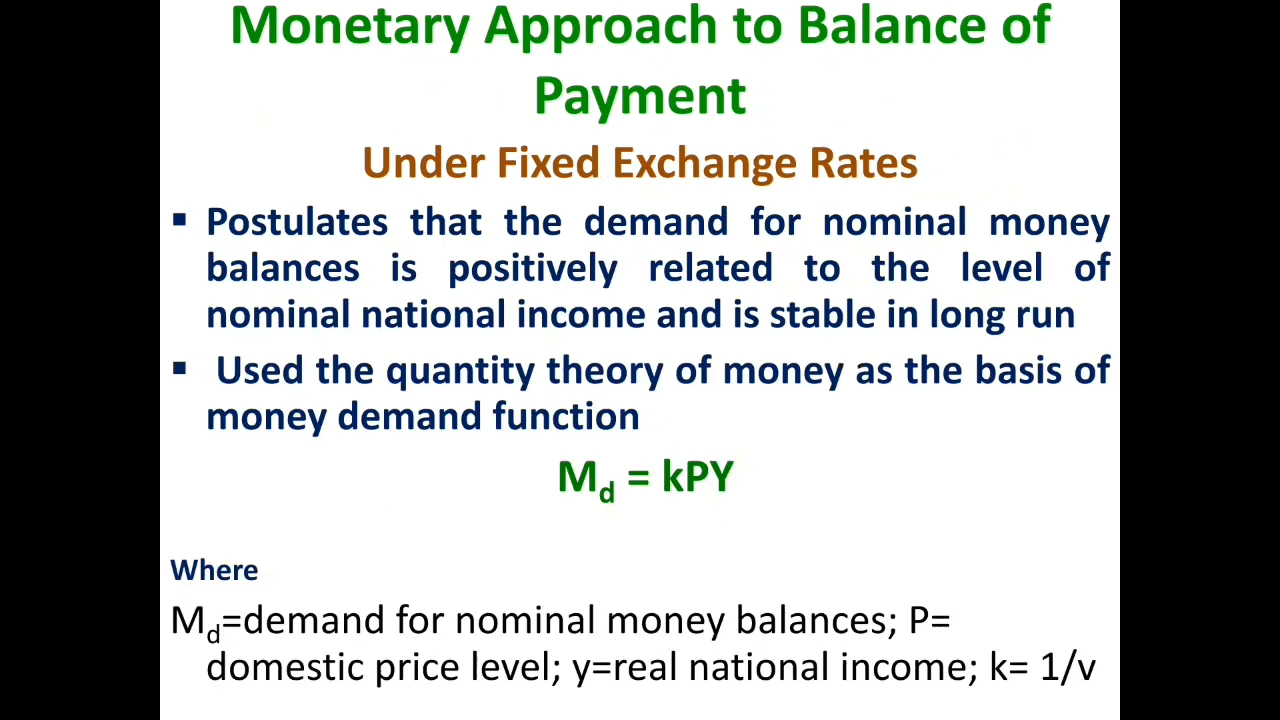 Monetary Approach to Balance of
Payment
Under Fixed Exchange Rates
▪ Postulates that the demand for nominal money
balances is positively related to the level of
nominal national income and is stable in long run
▪ Used the quantity theory of money as the basis of
money demand function
M_d = kPY
Where
M_d=demand for nominal money balances; P=
domestic price level; y=real national income; k= 1/v